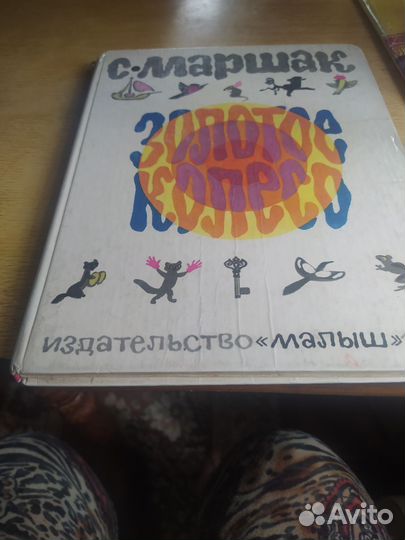 С. Маршак
Золотое
колесо
издательство «малыш»
Avito